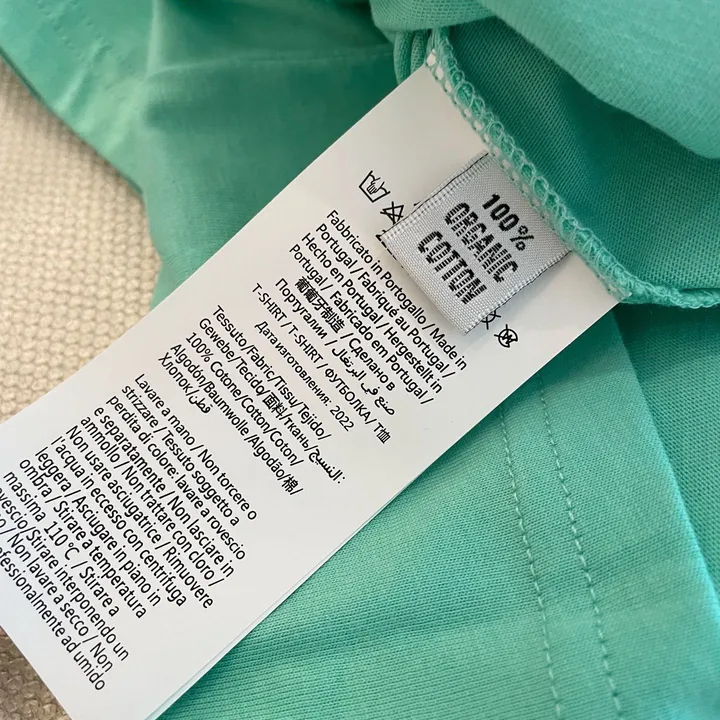 100%
ORGANIC
COTTON
Fabbricato in Portogallo / Made in
Portugal / Fabriqué au Portugal /
Hecho en Portugal / Hergestellt in
Portugal / Fabricado em Portugal /
葡萄牙制造 / Сделано в
Португалии / صنع في البرتغال
T-SHIRT / T-SHIRT / ФУТБОЛКА / T恤
Дата изготовления: 2022
Tessuto/Fabric/Tissu/Tejido/
Gewebe/Tecido/面料/Ткань/النسيج:
100% Cotone/Cotton/Coton/
Algodón/Baumwolle /Algodão/棉/
Хлопок/قطن
Lavare a mano / Non torcere o
strizzare / Tessuto soggetto a
perdita di colore: lavare a rovescio
e separatamente / Non lasciare in
ammollo / Non trattare con cloro /
Non usare asciugatrice / Rimuovere
l'acqua in eccesso con centrifuga
leggera / Asciugare in piano in
ombra / Stirare a temperatura
massima 110°C / Stirare a
rovescio/Stirare interponendo un
/ Non lavare a secco / Non
professionalmente ad umido